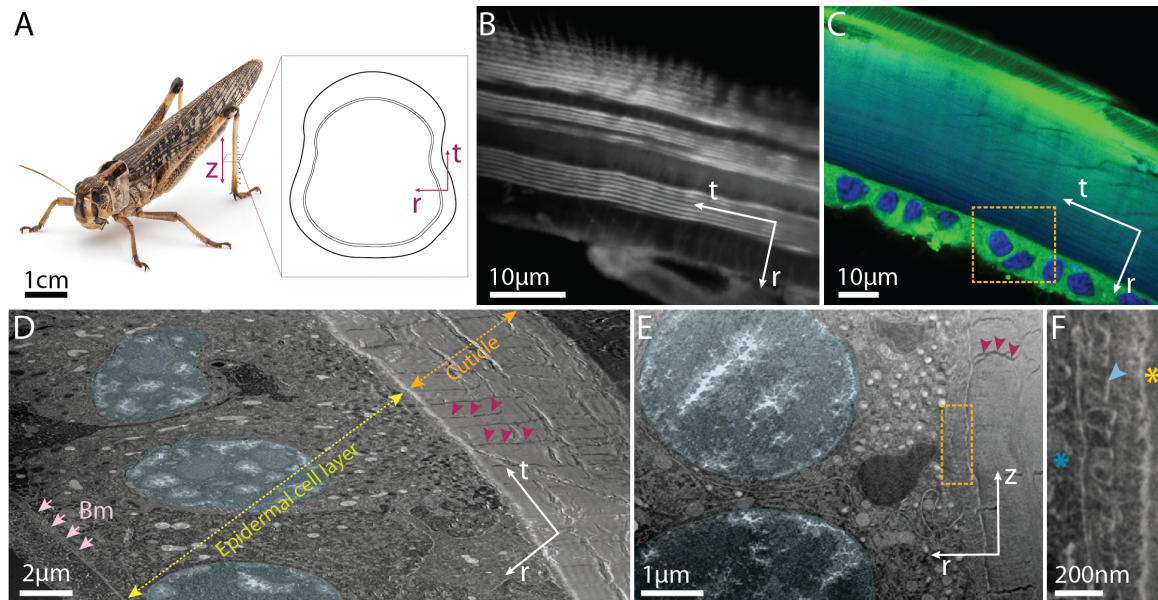 A
z
1cm
t
r
B
t
r
10μm
C
t
r
10μm
D
Cuticle
Epidermal cell layer
Bm
t
r
2μm
E
z
r
1μm
F
*
*
200nm